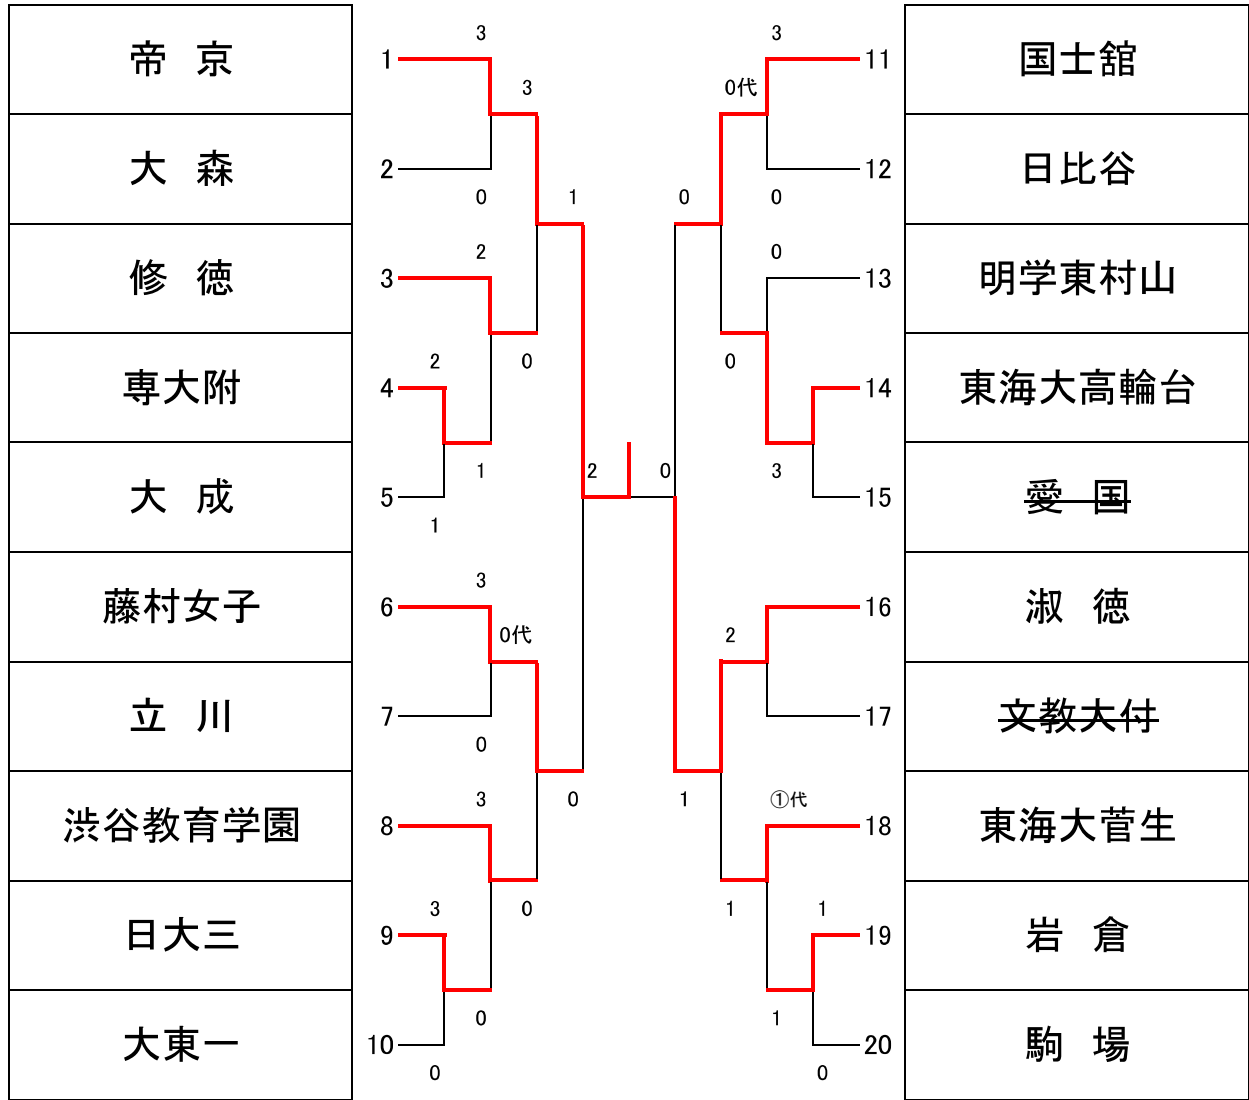 3 3
帝 京 1 11 国士舘
3 0代
大 森 2 12 日比谷
0 1 0 0
2 0
修 徳 3 13 明学東村山
2 0 0
専大附 4 14 東海大高輪台
1 2 0 3
大 成 5 15 愛 国
1
3
藤村女子 6 16 淑 徳
0代 2
立 川 7 17 文教大付
0
3 0 1 ①代
渋谷教育学園 8 18 東海大菅生
3 0 1 1
日大三 9 19 岩 倉
0 1
大東一 10 20 駒 場
0 0